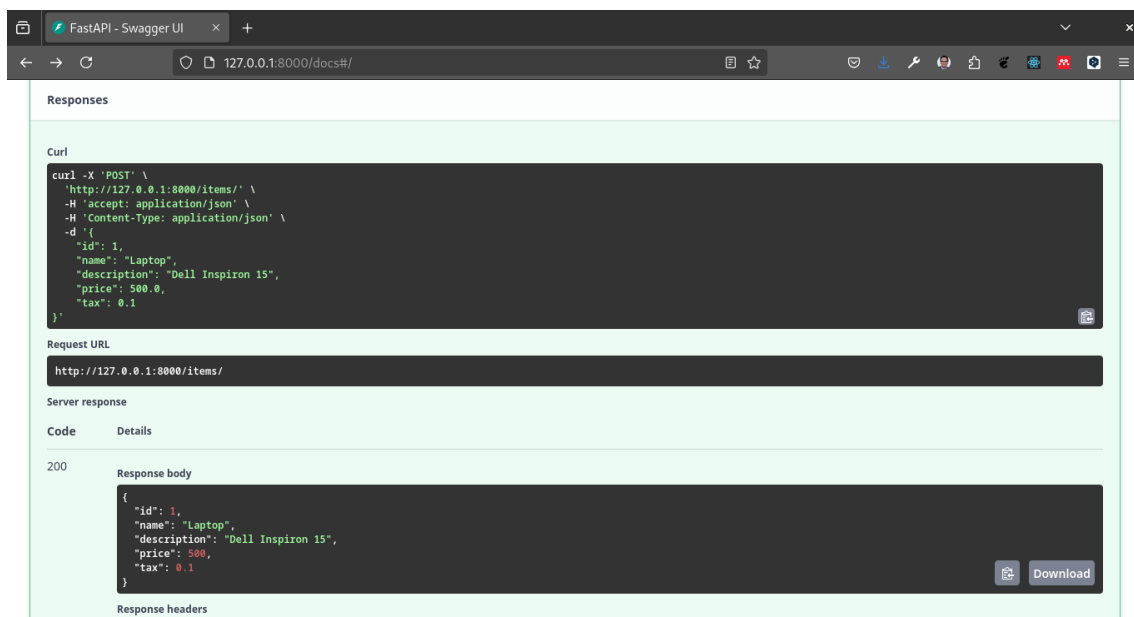 FastAPI - Swagger UI
127.0.0.1:8000/docs#/
Responses
Curl
curl -X 'POST' \
  'http://127.0.0.1:8000/items/' \
  -H 'accept: application/json' \
  -H 'Content-Type: application/json' \
  -d '{
    "id": 1,
    "name": "Laptop",
    "description": "Dell Inspiron 15",
    "price": 500.0,
    "tax": 0.1
}'
Request URL
http://127.0.0.1:8000/items/
Server response
Code Details
200
Response body
{
  "id": 1,
  "name": "Laptop",
  "description": "Dell Inspiron 15",
  "price": 500,
  "tax": 0.1
}
Download
Response headers